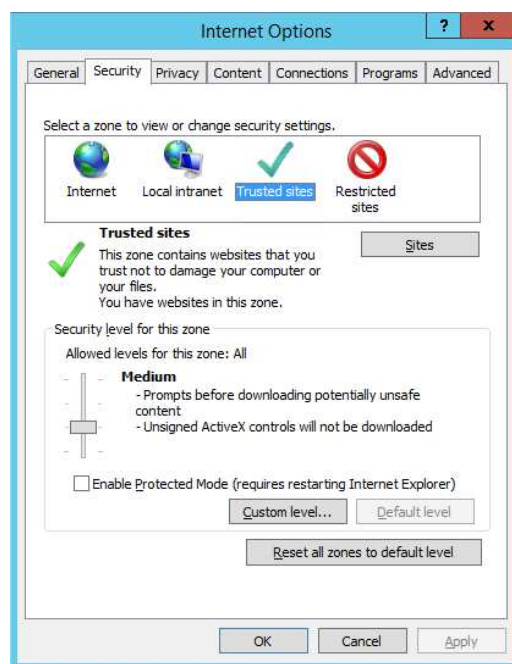 Internet Options
? x
General Security Privacy Content Connections Programs Advanced
Select a zone to view or change security settings.
Internet Local intranet Trusted sites Restricted sites
Trusted sites
This zone contains websites that you
trust not to damage your computer or
your files.
You have websites in this zone.
Sites
Security level for this zone
Allowed levels for this zone: All
Medium
- Prompts before downloading potentially unsafe
content
- Unsigned ActiveX controls will not be downloaded
Enable Protected Mode (requires restarting Internet Explorer)
Custom level... Default level
Reset all zones to default level
OK Cancel Apply